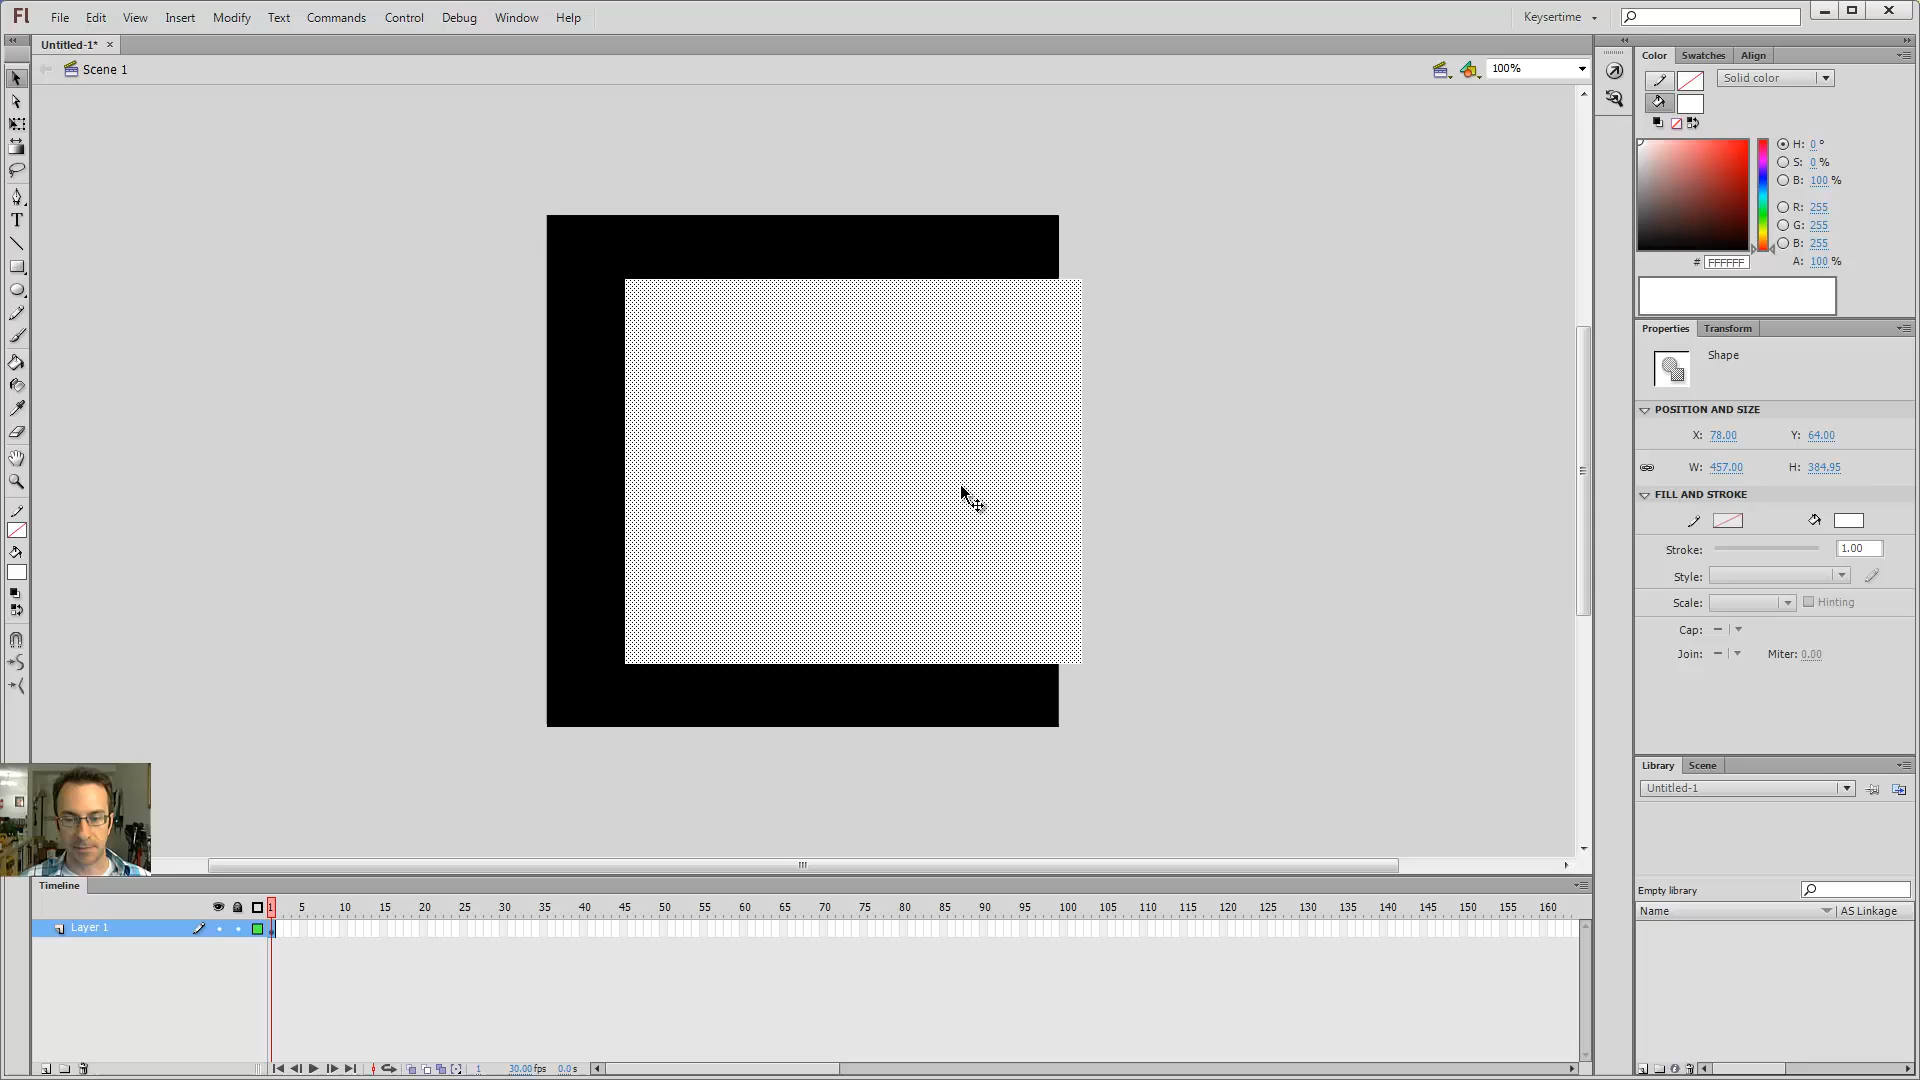 Fl File Edit View Insert Modify Text Commands Control Debug Window Help Keysertime
Untitled-1* ×
Scene 1 100%
Color Swatches Align
Solid color
H: 0 °
S: 0 %
B: 100 %
R: 255
G: 255
B: 255
# FFFFFF A: 100 %
Properties Transform
Shape
POSITION AND SIZE
X: 78.00 Y: 64.00
W: 457.00 H: 384.95
FILL AND STROKE
Stroke: 1.00
Style:
Scale: Hinting
Cap:
Join: Miter: 0.00
Library Scene
Untitled-1
Empty library
Name AS Linkage
T
Timeline
1 5 10 15 20 25 30 35 40 45 50 55 60 65 70 75 80 85 90 95 100 105 110 115 120 125 130 135 140 145 150 155 160
Layer 1
1 30.00 fps 0.0 s